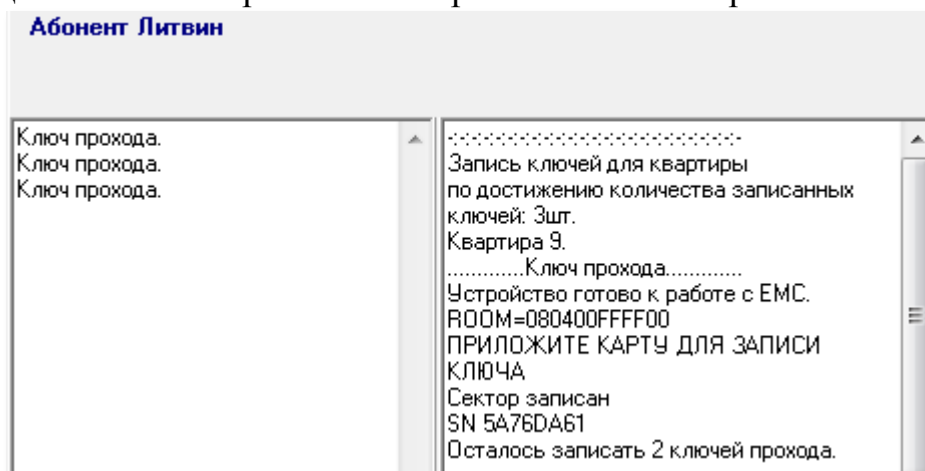 Абонент Литвин
Ключ прохода.
Ключ прохода.
Ключ прохода.
-:-:-:-:-:-:-:-:-:-:-:-:-:-:-:-:-:-:-:-:-:-:-:-
Запись ключей для квартиры
по достижению количества записанных
ключей: 3шт.
Квартира 9.
.............Ключ прохода.............
Устройство готово к работе с EMC.
ROOM=080400FFFF00
ПРИЛОЖИТЕ КАРТУ ДЛЯ ЗАПИСИ
КЛЮЧА
Сектор записан
SN 5A76DA61
Осталось записать 2 ключей прохода.